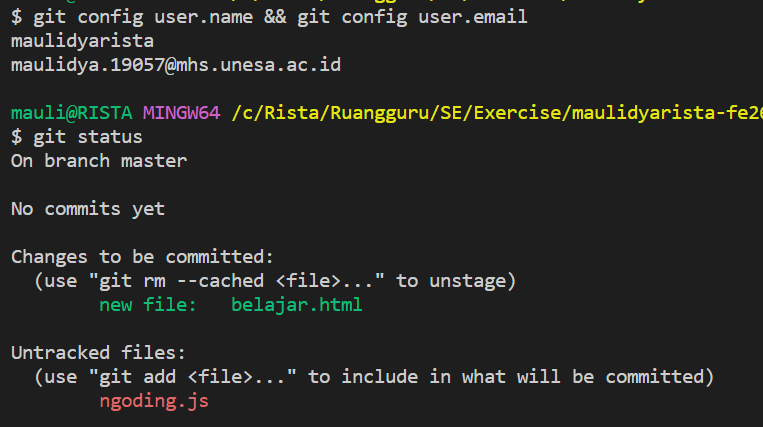 $ git config user.name && git config user.email
maulidyarista
maulidya.19057@mhs.unesa.ac.id
mauli@RISTA MINGW64 /c/Rista/Ruangguru/SE/Exercise/maulidyarista-fe2
$ git status
On branch master
No commits yet
Changes to be committed:
(use "git rm --cached <file>..." to unstage)
new file: belajar.html
Untracked files:
(use "git add <file>..." to include in what will be committed)
ngoding.js